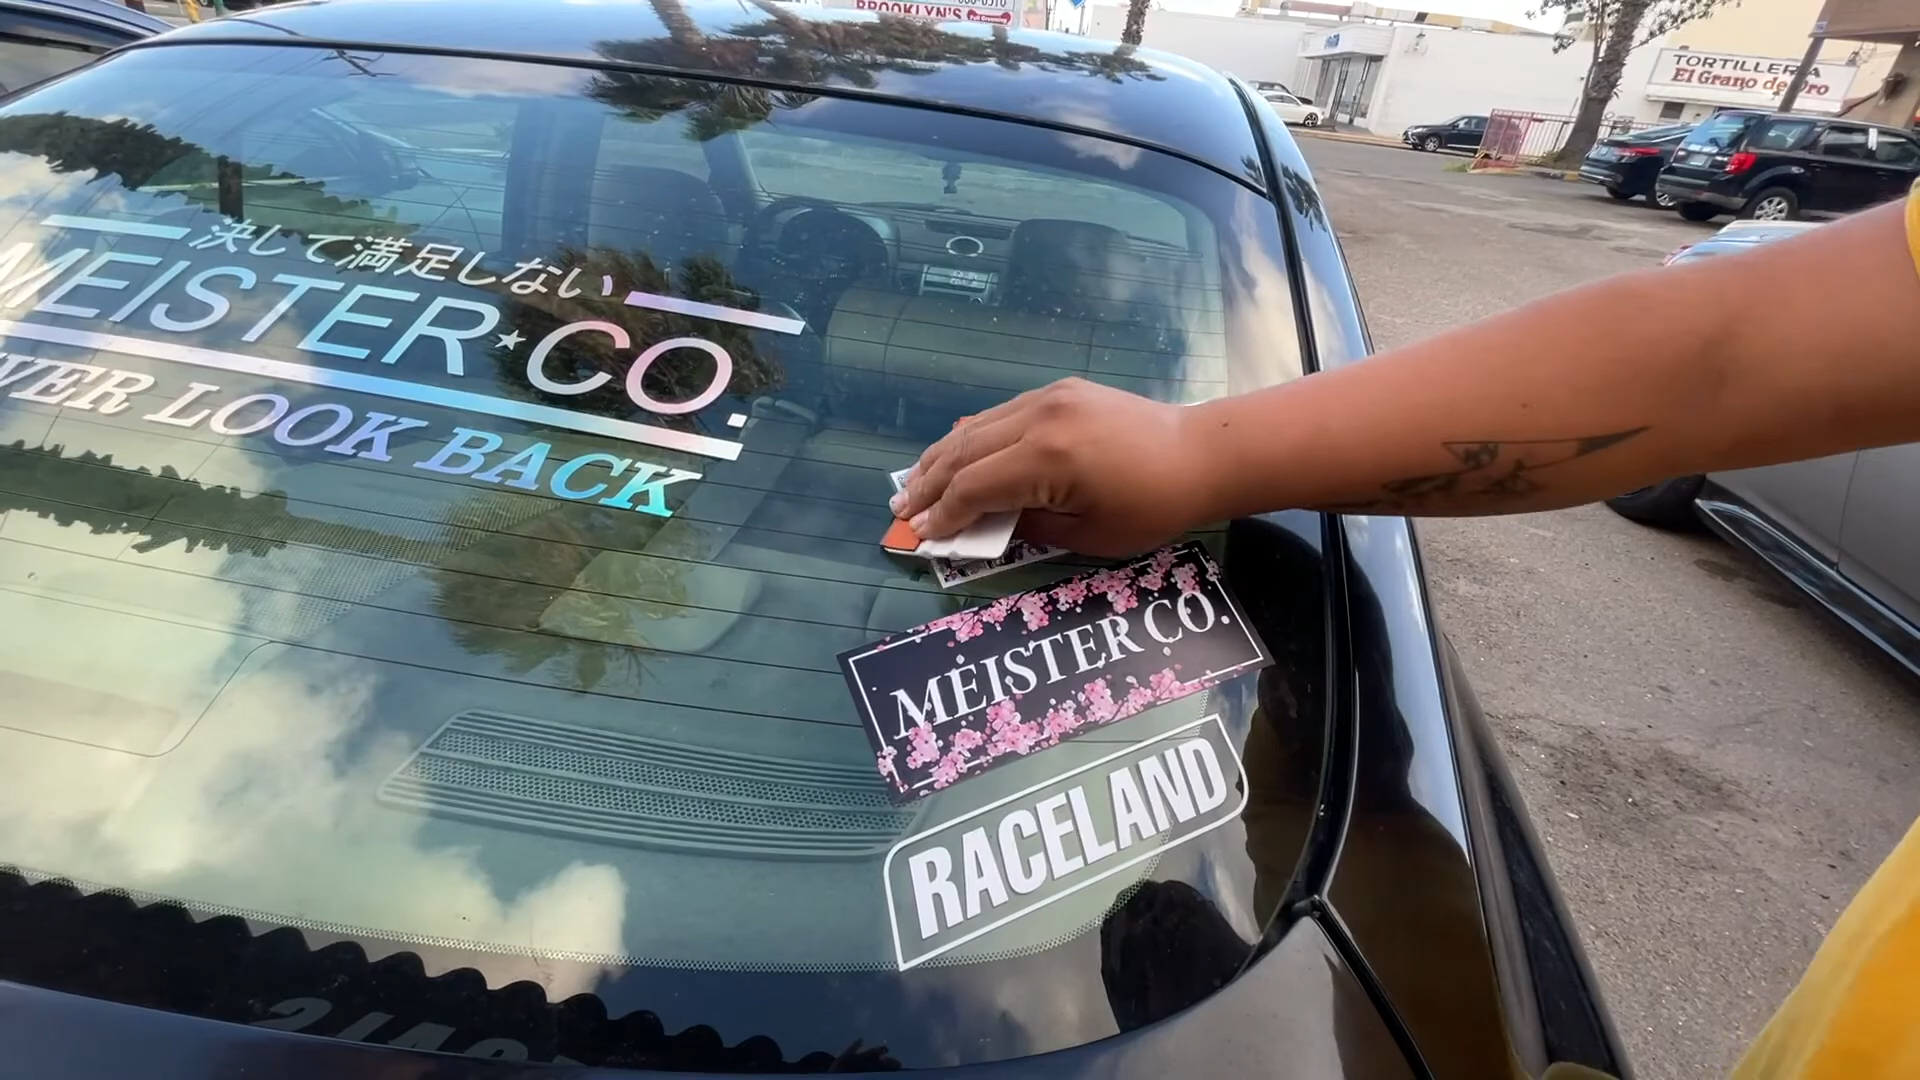 BROOKLYN'S
TORTILLERIA
El Grano de Oro
決して満足しない
MEISTER★CO.
VER LOOK BACK
MEISTER CO.
RACELAND